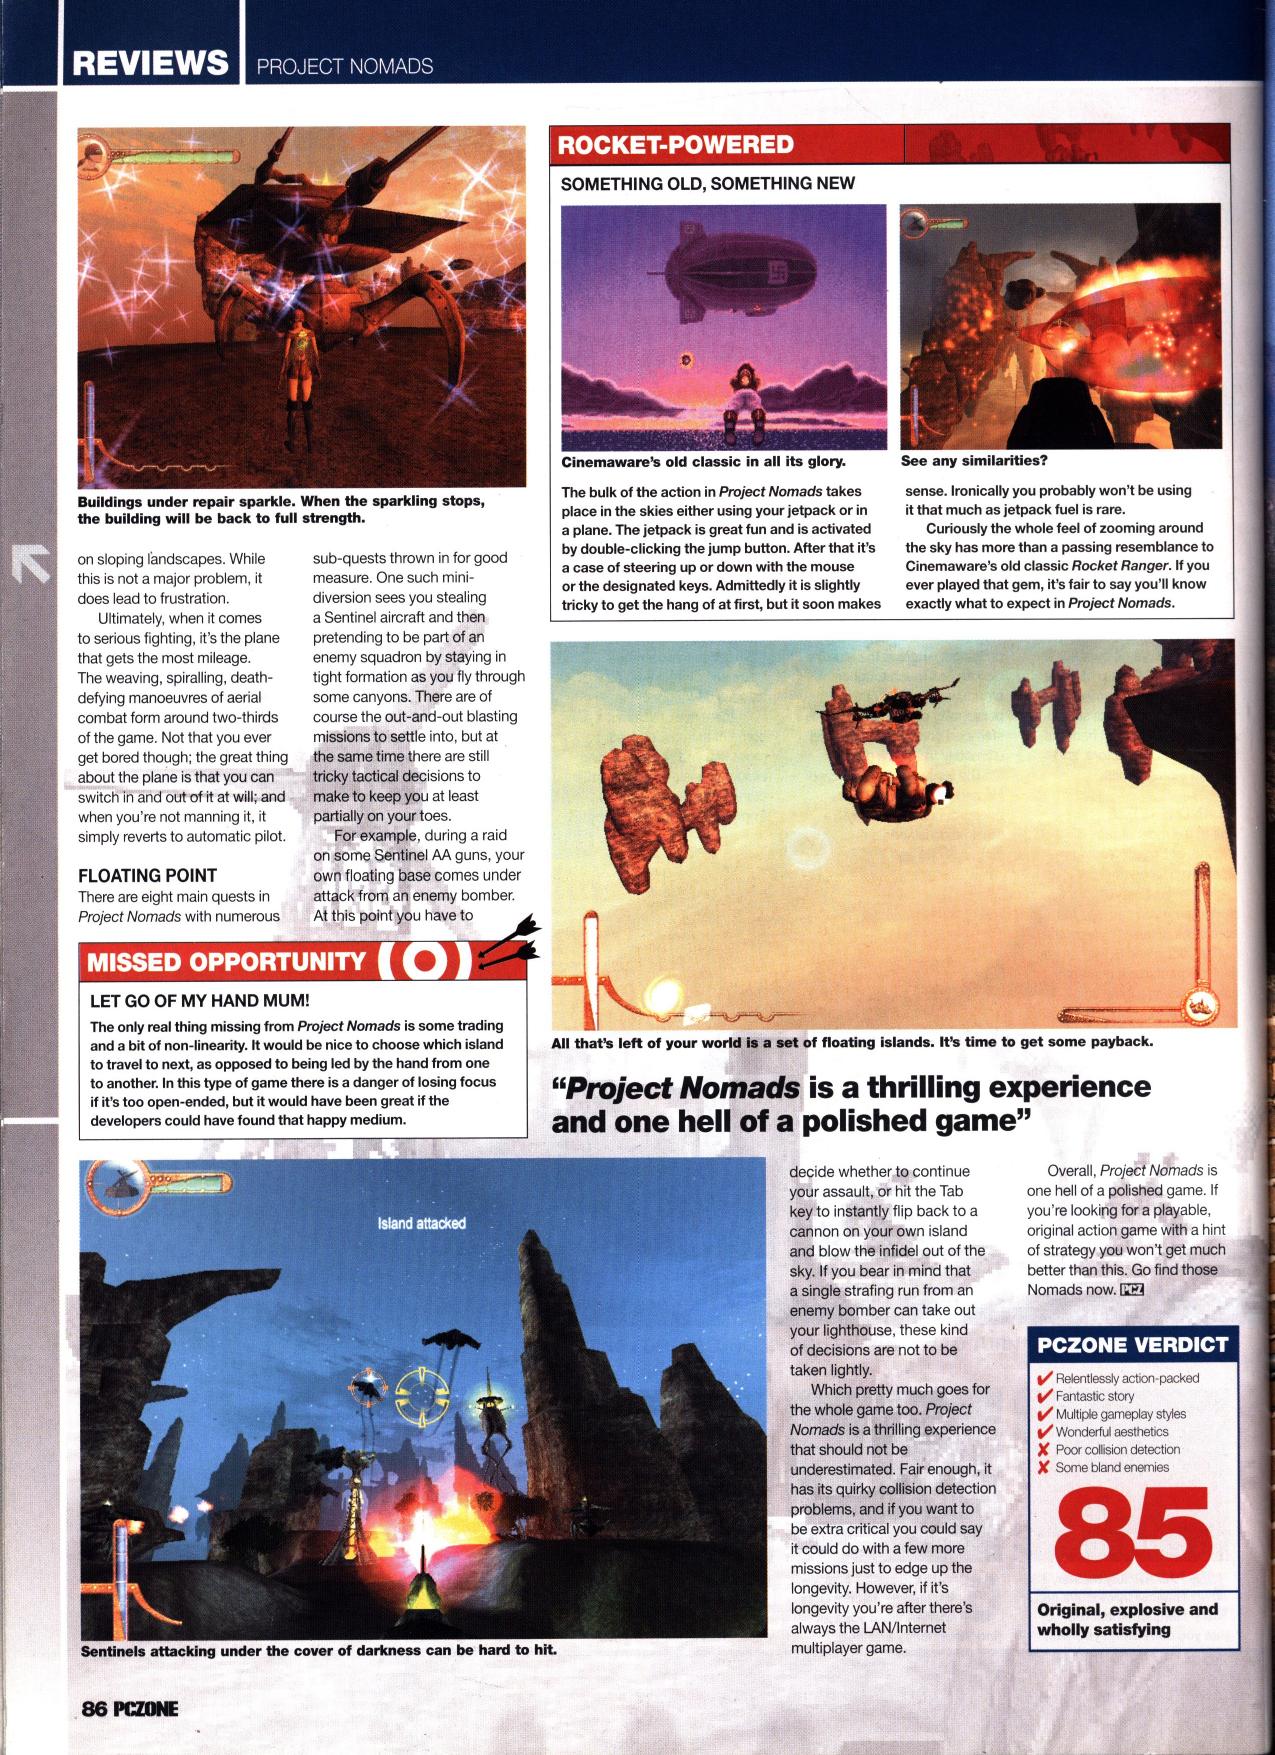 REVIEWS
PROJECT NOMADS
Buildings under repair sparkle. When the sparkling stops,
the building will be back to full strength.
on sloping landscapes. While
this is not a major problem, it
does lead to frustration.
Ultimately, when it comes
to serious fighting, it's the plane
that gets the most mileage.
The weaving, spiralling, death-
defying manoeuvres of aerial
combat form around two-thirds
of the game. Not that you ever
get bored though; the great thing
about the plane is that you can
switch in and out of it at will; and
when you're not manning it, it
simply reverts to automatic pilot.
FLOATING POINT
There are eight main quests in
Project Nomads with numerous
sub-quests thrown in for good
measure. One such mini-
diversion sees you stealing
a Sentinel aircraft and then
pretending to be part of an
enemy squadron by staying in
tight formation as you fly through
some canyons. There are of
course the out-and-out blasting
missions to settle into, but at
the same time there are still
tricky tactical decisions to
make to keep you at least
partially on your toes.
For example, during a raid
on some Sentinel AA guns, your
own floating base comes under
attack from an enemy bomber.
At this point you have to
MISSED OPPORTUNITY
LET GO OF MY HAND MUM!
The only real thing missing from Project Nomads is some trading
and a bit of non-linearity. It would be nice to choose which island
to travel to next, as opposed to being led by the hand from one
to another. In this type of game there is a danger of losing focus
if it's too open-ended, but it would have been great if the
developers could have found that happy medium.
ROCKET-POWERED
SOMETHING OLD, SOMETHING NEW
Cinemaware's old classic in all its glory.
See any similarities?
The bulk of the action in Project Nomads takes
place in the skies either using your jetpack or in
a plane. The jetpack is great fun and is activated
by double-clicking the jump button. After that it's
a case of steering up or down with the mouse
or the designated keys. Admittedly it is slightly
tricky to get the hang of at first, but it soon makes
sense. Ironically you probably won't be using
it that much as jetpack fuel is rare.
Curiously the whole feel of zooming around
the sky has more than a passing resemblance to
Cinemaware's old classic Rocket Ranger. If you
ever played that gem, it's fair to say you'll know
exactly what to expect in Project Nomads.
All that's left of your world is a set of floating islands. It's time to get some payback.
“Project Nomads is a thrilling experience
and one hell of a polished game”
Island attacked
Sentinels attacking under the cover of darkness can be hard to hit.
decide whether to continue
your assault, or hit the Tab
key to instantly flip back to a
cannon on your own island
and blow the infidel out of the
sky. If you bear in mind that
a single strafing run from an
enemy bomber can take out
your lighthouse, these kind
of decisions are not to be
taken lightly.
Which pretty much goes for
the whole game too. Project
Nomads is a thrilling experience
that should not be
underestimated. Fair enough, it
has its quirky collision detection
problems, and if you want to
be extra critical you could say
it could do with a few more
missions just to edge up the
longevity. However, if it's
longevity you're after there's
always the LAN/Internet
multiplayer game.
Overall, Project Nomads is
one hell of a polished game. If
you're looking for a playable,
original action game with a hint
of strategy you won't get much
better than this. Go find those
Nomads now. PCZ
PCZONE VERDICT
✓ Relentlessly action-packed
✓ Fantastic story
✓ Multiple gameplay styles
✓ Wonderful aesthetics
✗ Poor collision detection
✗ Some bland enemies
85
Original, explosive and
wholly satisfying
86 PCZONE